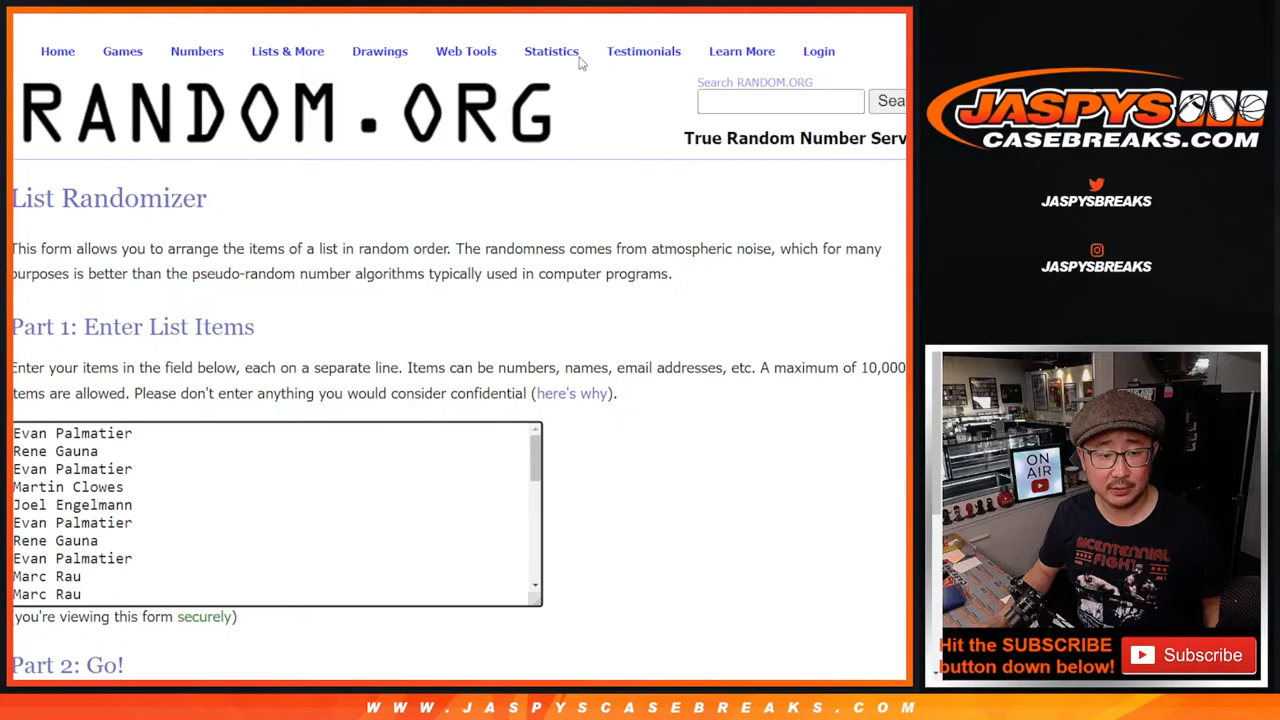 Home Games Numbers Lists & More Drawings Web Tools Statistics Testimonials Learn More Login
RANDOM.ORG
Search RANDOM.ORG
Sea
True Random Number Serv
List Randomizer
This form allows you to arrange the items of a list in random order. The randomness comes from atmospheric noise, which for many
purposes is better than the pseudo-random number algorithms typically used in computer programs.
Part 1: Enter List Items
Enter your items in the field below, each on a separate line. Items can be numbers, names, email addresses, etc. A maximum of 10,000
items are allowed. Please don't enter anything you would consider confidential (here's why).
Evan Palmatier
Rene Gauna
Evan Palmatier
Martin Clowes
Joel Engelmann
Evan Palmatier
Rene Gauna
Evan Palmatier
Marc Rau
Marc Rau
(you're viewing this form securely)
Part 2: Go!
JASPYS
CASEBREAKS.COM
JASPYSBREAKS
JASPYSBREAKS
ON
AIR
BICENTENNIAL
FIGHT
Hit the SUBSCRIBE
button down below!
Subscribe
WWW.JASPYSCASEBREAKS.COM